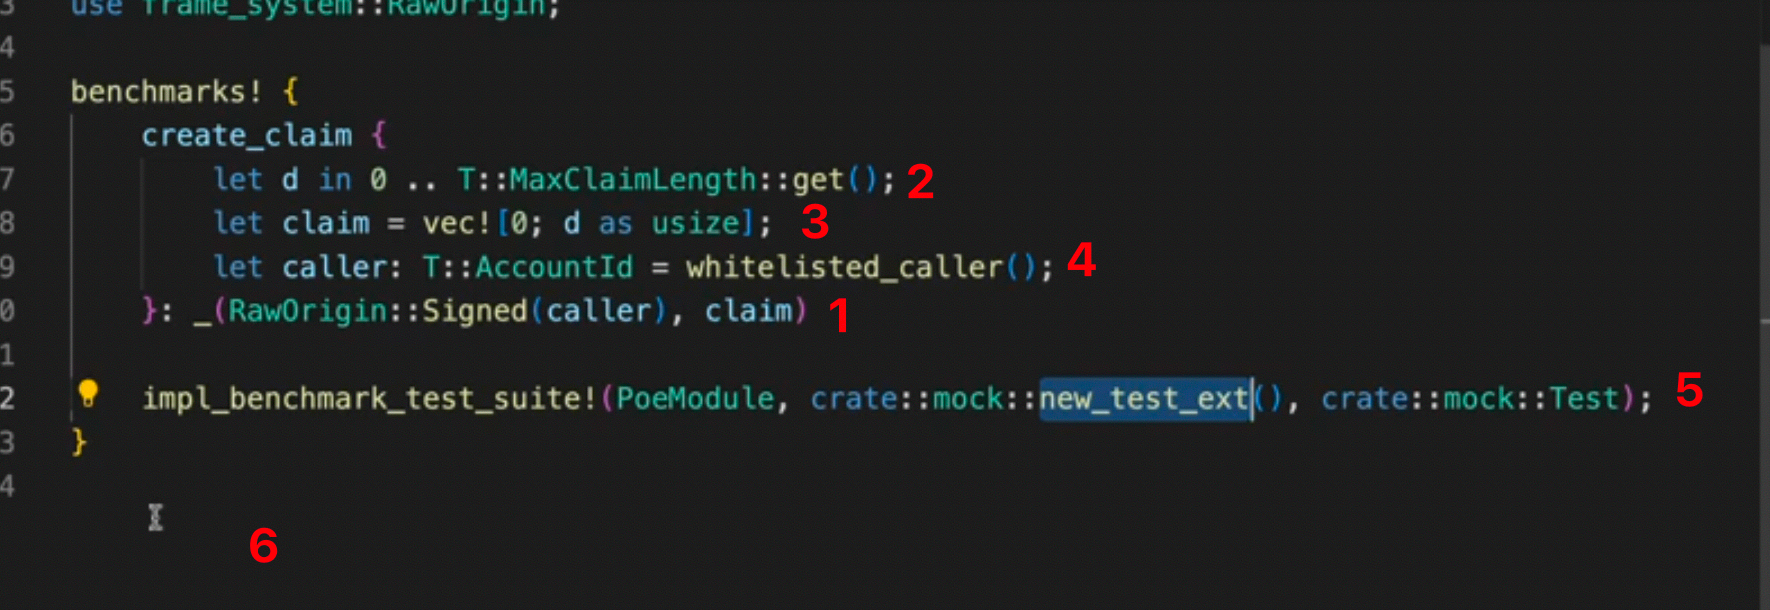 3 use frame_system::RawOrigin;
4
5 benchmarks! {
6 create_claim {
7 let d in 0 .. T::MaxClaimLength::get(); 2
8 let claim = vec![0; d as usize]; 3
9 let caller: T::AccountId = whitelisted_caller(); 4
0 }: _(RawOrigin::Signed(caller), claim) 1
1
2 impl_benchmark_test_suite!(PoeModule, crate::mock::new_test_ext(), crate::mock::Test); 5
3 }
4
6